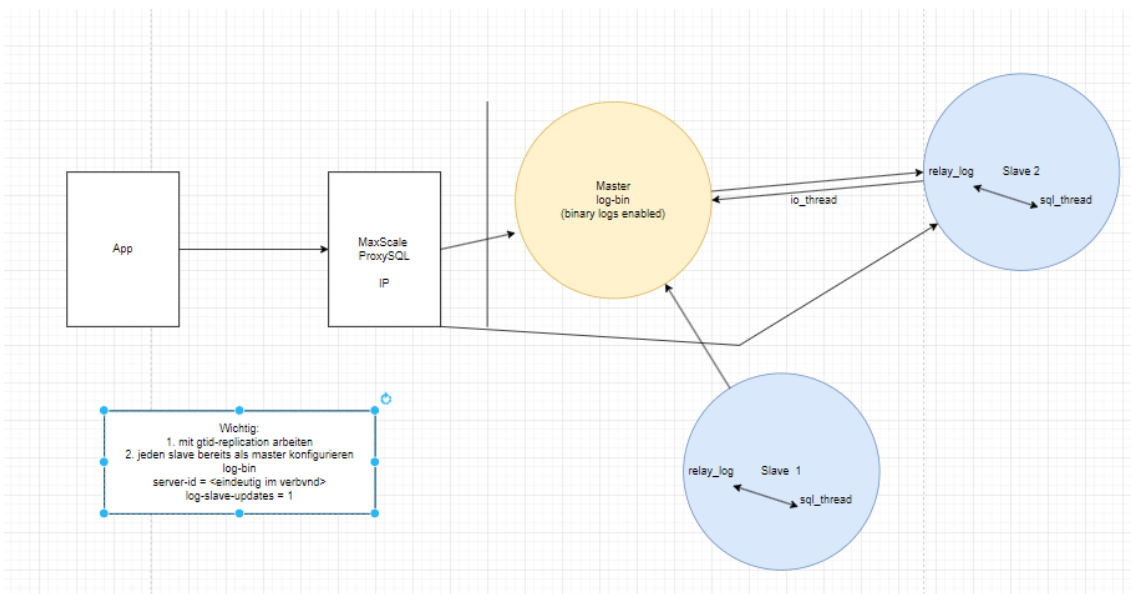 App
MaxScale
ProxySQL
IP
Master
log-bin
(binary logs enabled)
io_thread
relay_log
Slave 2
sql_thread
relay_log
Slave 1
sql_thread
Wichtig:
1. mit gtid-replication arbeiten
2. jeden slave bereits als master konfigurieren
log-bin
server-id = <eindeutig im verbvnd>
log-slave-updates = 1